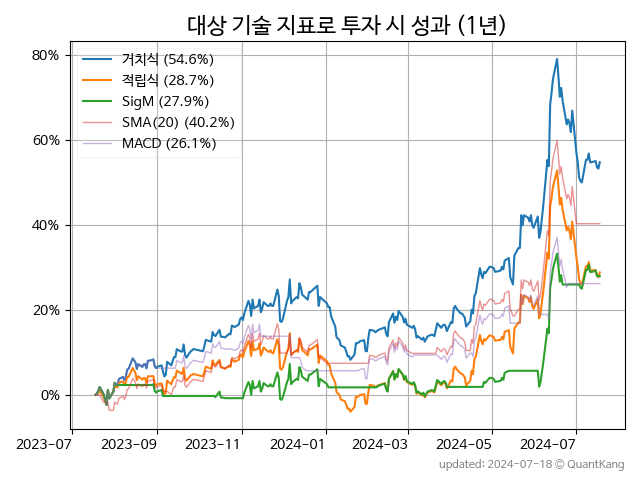 대상 기술 지표로 투자 시 성과 (1년)
80%
60%
40%
20%
0%
거치식 (54.6%)
적립식 (28.7%)
SigM (27.9%)
SMA(20) (40.2%)
MACD (26.1%)
2023-07 2023-09 2023-11 2024-01 2024-03 2024-05 2024-07
updated: 2024-07-18 @ QuantKang